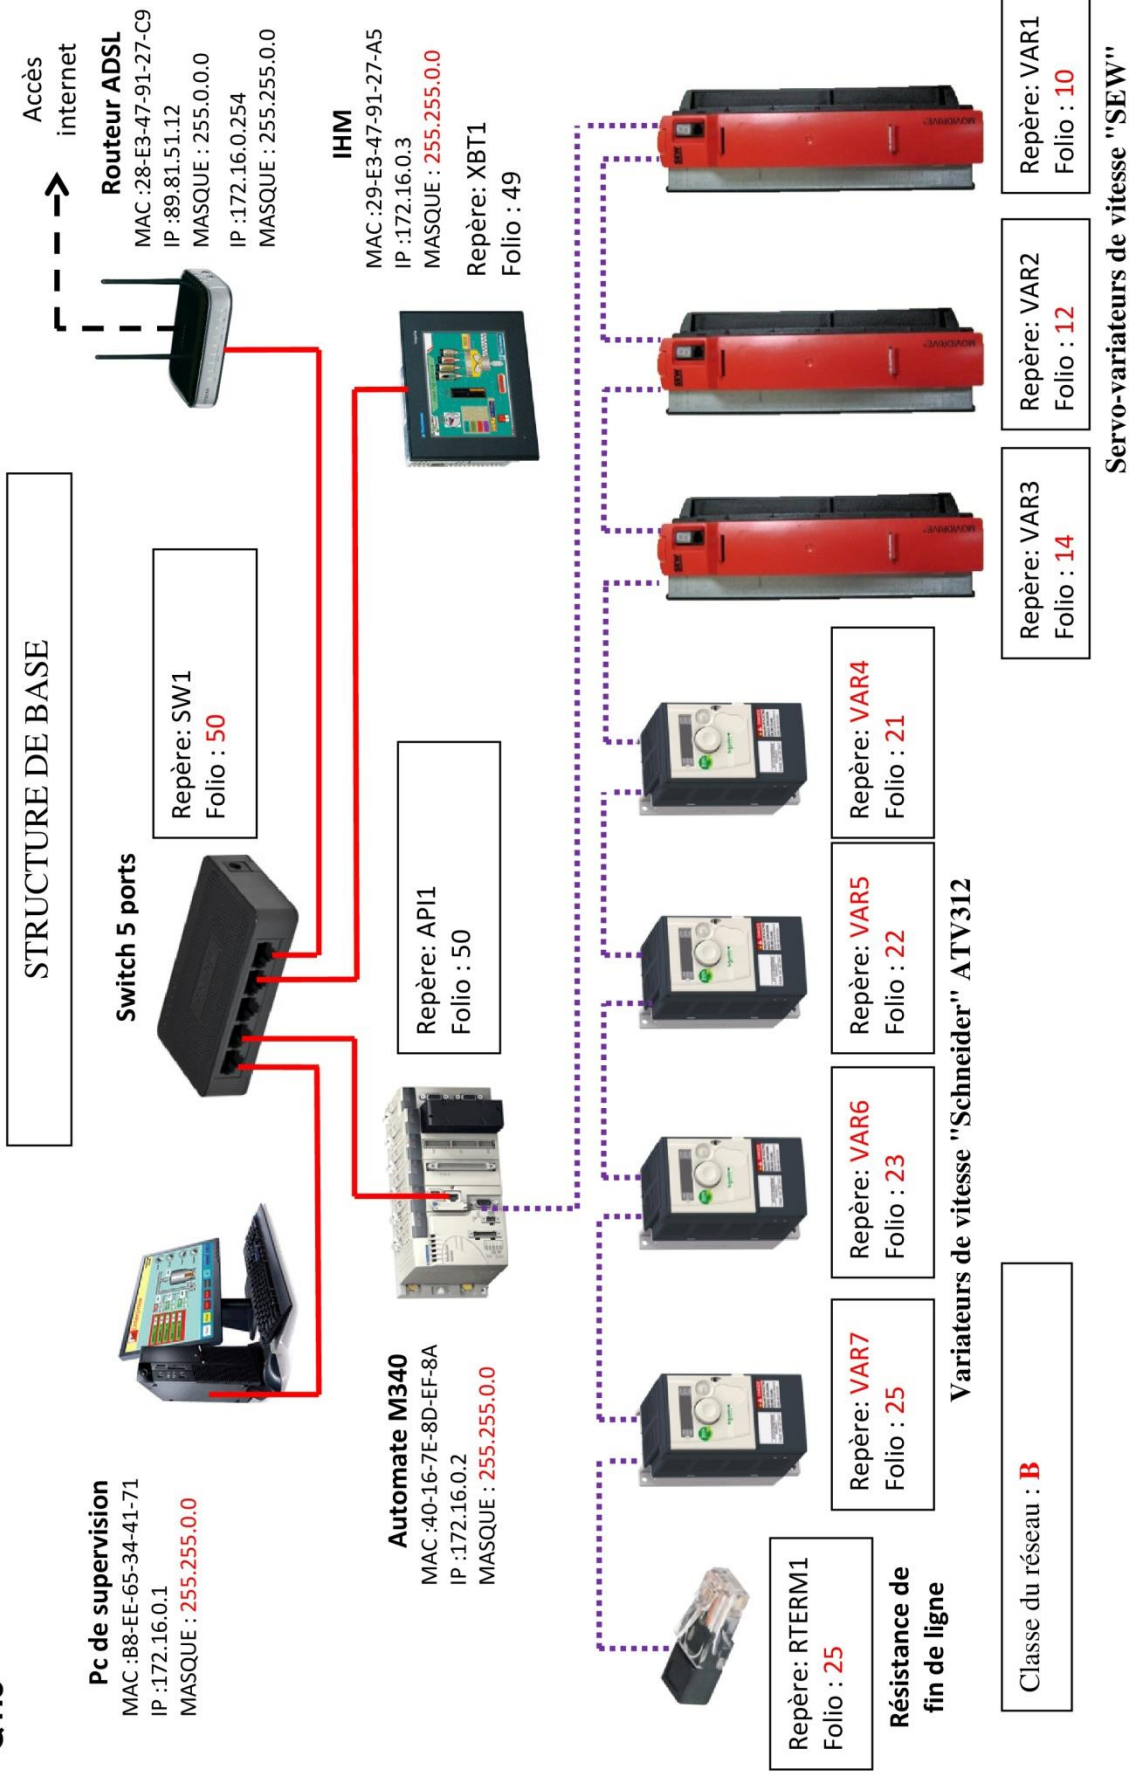 STRUCTURE DE BASE
Accès
internet
Routeur ADSL
MAC :28-E3-47-91-27-C9
IP :89.81.51.12
MASQUE : 255.0.0.0
IP :172.16.0.254
MASQUE : 255.255.0.0
Switch 5 ports
Repère: SW1
Folio : 50
Pc de supervision
MAC :B8-EE-65-34-41-71
IP :172.16.0.1
MASQUE : 255.255.0.0
IHM
MAC :29-E3-47-91-27-A5
IP :172.16.0.3
MASQUE : 255.255.0.0
Repère: XBT1
Folio : 49
Automate M340
MAC :40-16-7E-8D-EF-8A
IP :172.16.0.2
MASQUE : 255.255.0.0
Repère: API1
Folio : 50
SEW
MOVIDRIVE
SEW
MOVIDRIVE
SEW
MOVIDRIVE
Repère: RTERM1
Folio : 25
Résistance de
fin de ligne
Repère: VAR7
Folio : 25
Repère: VAR6
Folio : 23
Repère: VAR5
Folio : 22
Repère: VAR4
Folio : 21
Variateurs de vitesse "Schneider" ATV312
Repère: VAR3
Folio : 14
Repère: VAR2
Folio : 12
Repère: VAR1
Folio : 10
Servo-variateurs de vitesse "SEW"
Classe du réseau : B